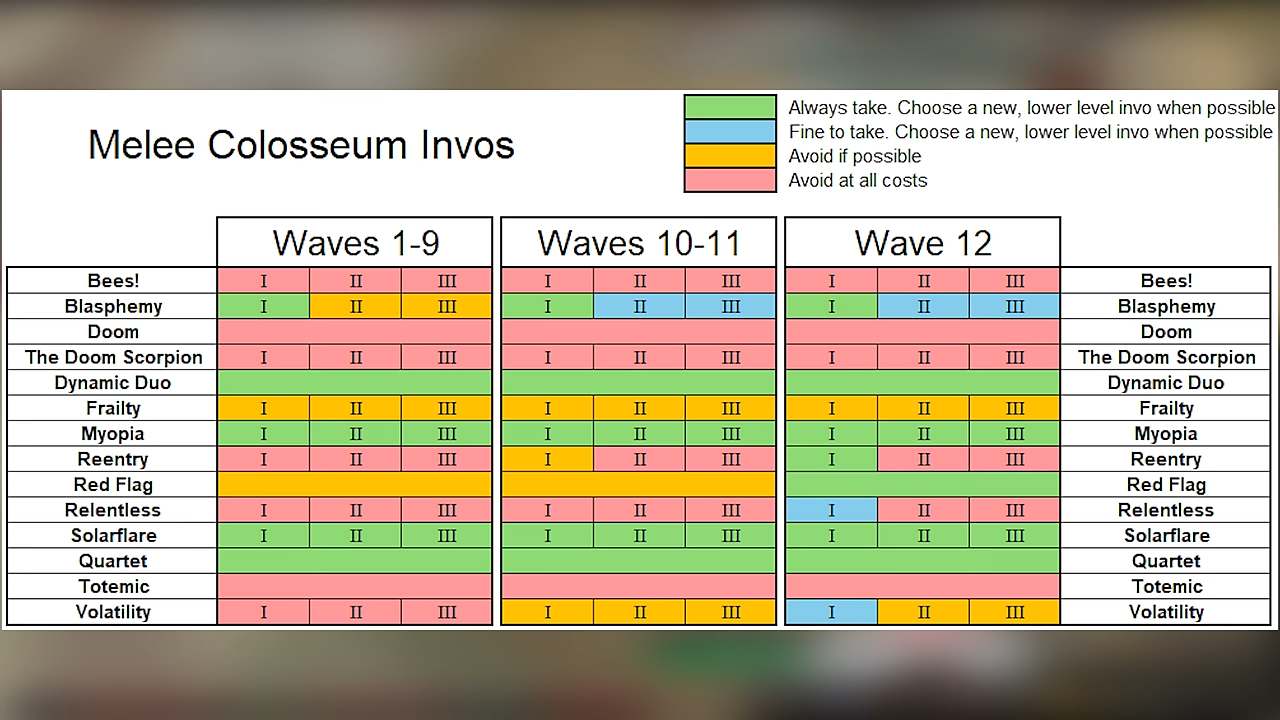 Melee Colosseum Invos
Always take. Choose a new, lower level invo when possible
Fine to take. Choose a new, lower level invo when possible
Avoid if possible
Avoid at all costs
Waves 1-9 Waves 10-11 Wave 12
Bees! I II III I II III I II III Bees!
Blasphemy I II III I II III I II III Blasphemy
Doom Doom
The Doom Scorpion I II III I II III I II III The Doom Scorpion
Dynamic Duo Dynamic Duo
Frailty I II III I II III I II III Frailty
Myopia I II III I II III I II III Myopia
Reentry I II III I II III I II III Reentry
Red Flag Red Flag
Relentless I II III I II III I II III Relentless
Solarflare I II III I II III I II III Solarflare
Quartet Quartet
Totemic Totemic
Volatility I II III I II III I II III Volatility